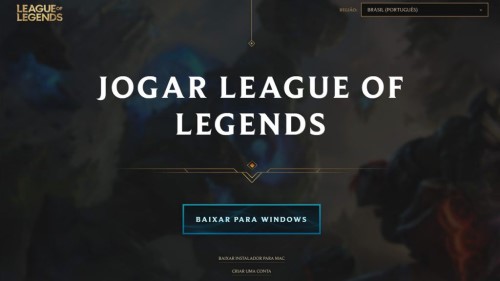 LEAGUE OF
LEGENDS
REGIÃO:
BRASIL (PORTUGUÊS)
JOGAR LEAGUE OF
LEGENDS
BAIXAR PARA WINDOWS
BAIXAR INSTALADOR PARA MAC
CRIAR UMA CONTA